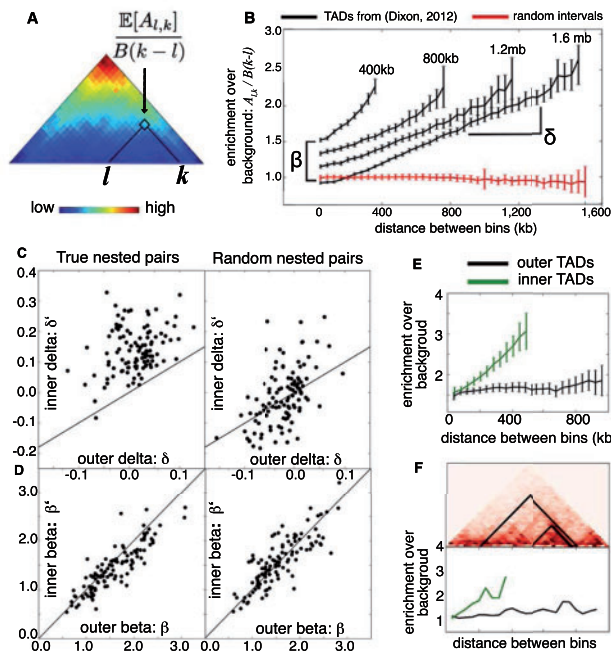 A
𝔼[A_{l,k}]
B(k − l)
l
k
low
high
B
TADs from (Dixon, 2012)
random intervals
enrichment over
background: A_{l,k} / B(k-l)
3.0
2.5
2.0
1.5
1.0
400kb
800kb
1.2mb
1.6 mb
β
δ
0
400
800
1,200
1,600
distance between bins (kb)
C
True nested pairs
Random nested pairs
inner delta: δ‘
0.4
0.3
0.2
0.1
0.0
-0.1
-0.2
outer delta: δ
-0.1
0.0
0.1
inner delta: δ‘
outer delta: δ
-0.1
0.0
0.1
D
inner beta: β‘
3.0
2.0
1.0
0.0
outer beta: β
0.0
1.0
2.0
3.0
inner beta: β‘
outer beta: β
0.0
1.0
2.0
3.0
E
outer TADs
inner TADs
enrichment over
backgroud
4
3
2
0
400
800
distance between bins (kb
F
enrichment over
backgroud
4
3
2
1
distance between bins